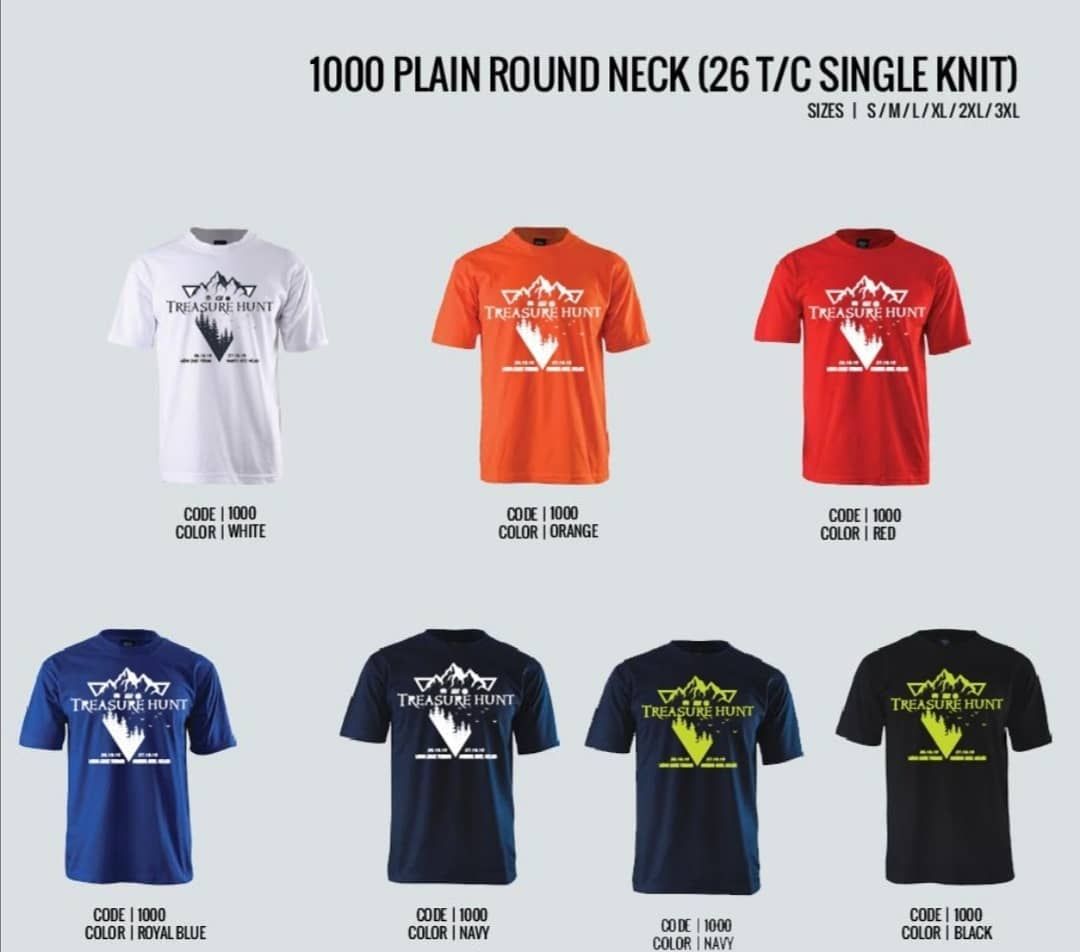 1000 PLAIN ROUND NECK (26 T/C SINGLE KNIT)
SIZES | S / M / L / XL / 2XL / 3XL
TREASURE HUNT
TREASURE HUNT
TREASURE HUNT
CODE | 1000
COLOR | WHITE
CODE | 1000
COLOR | ORANGE
CODE | 1000
COLOR | RED
TREASURE HUNT
TREASURE HUNT
TREASURE HUNT
TREASURE HUNT
CODE | 1000
COLOR | ROYAL BLUE
CODE | 1000
COLOR | NAVY
CODE | 1000
COLOR | NAVY
CODE | 1000
COLOR | BLACK